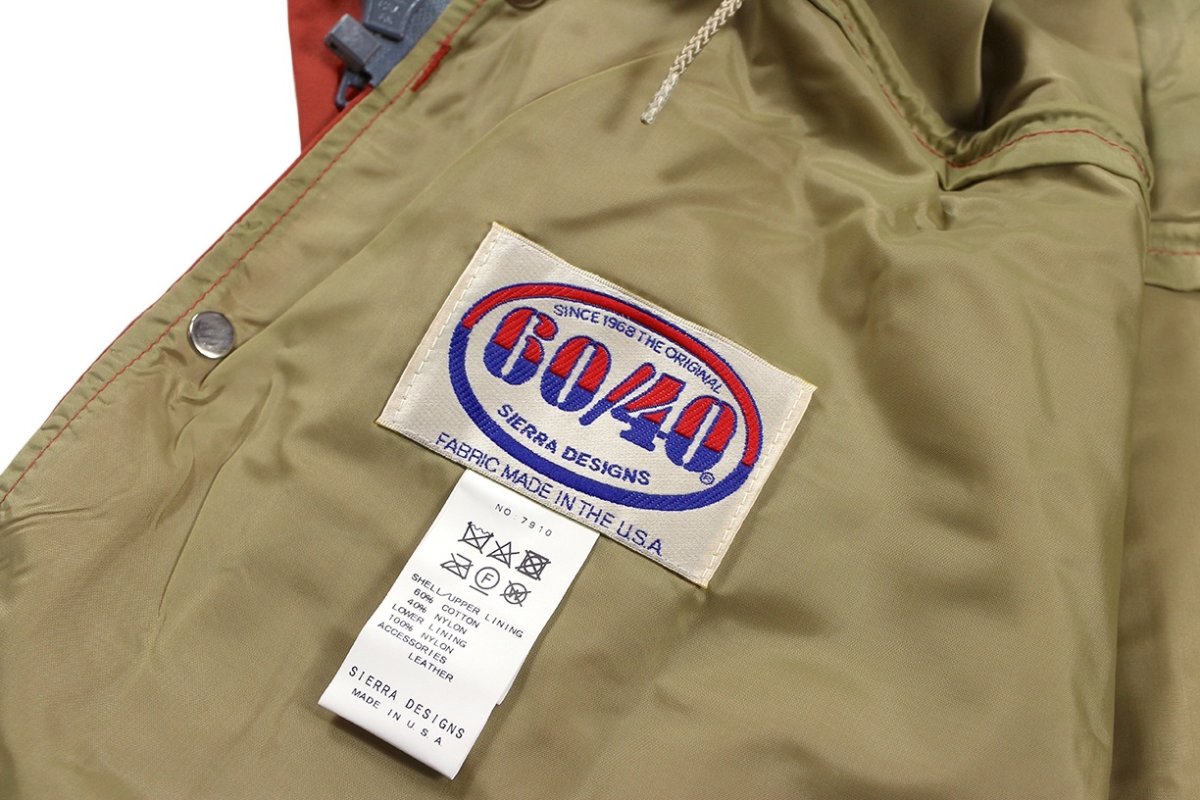 SINCE 1968 THE ORIGINAL
60/40
SIERRA DESIGNS
®
FABRIC MADE IN THE U.S.A
NO.7910
F
W
SHELL/UPPER LINING
60% COTTON
40% NYLON
LOWER LINING
100% NYLON
ACCESSORIES
LEATHER
SIERRA DESIGNS
MADE IN U.S.A